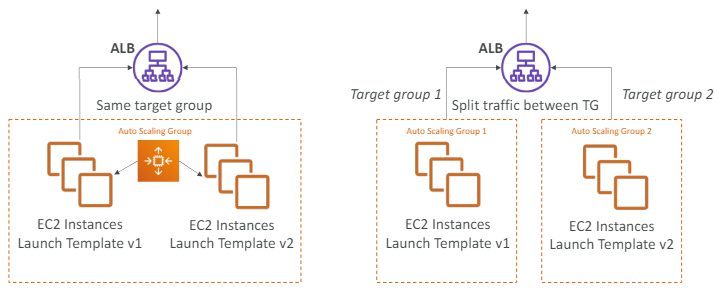 ALB
Same target group
Auto Scaling Group
EC2 Instances
Launch Template v1
EC2 Instances
Launch Template v2
ALB
Target group 1
Target group 2
Split traffic between TG
Auto Scaling Group 1
Auto Scaling Group 2
EC2 Instances
Launch Template v1
EC2 Instances
Launch Template v2